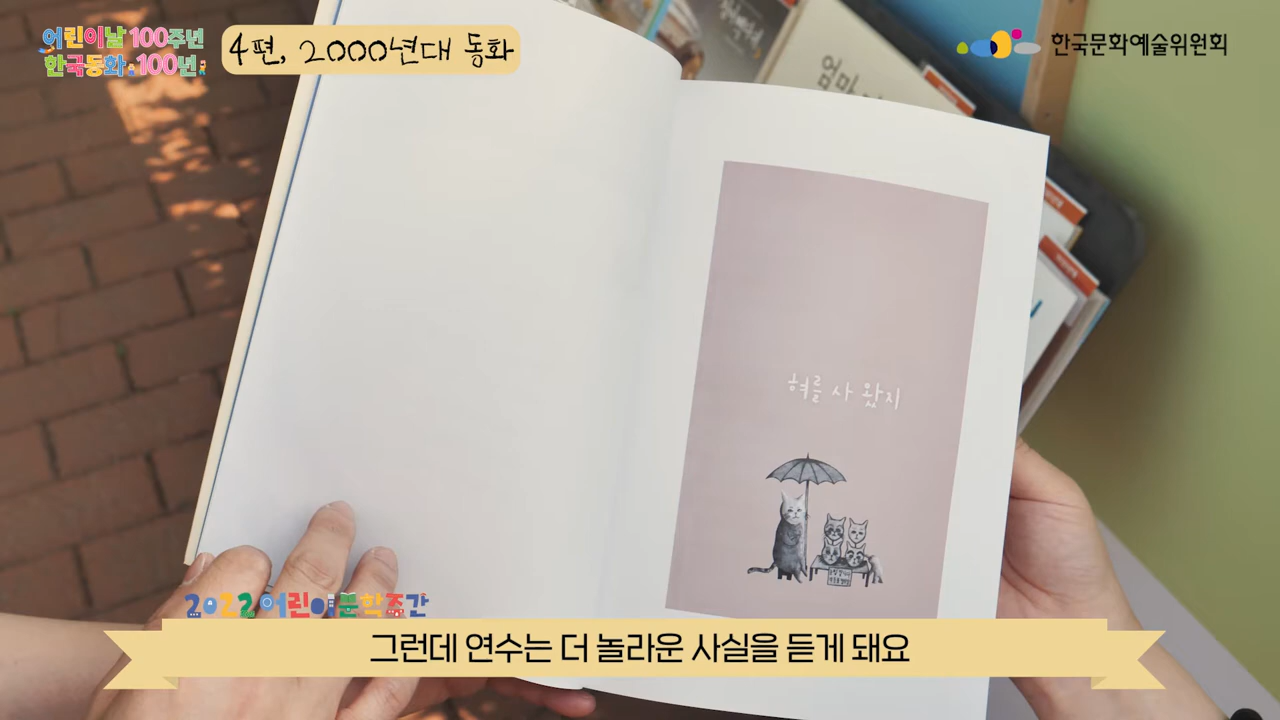 어린이날 100주년
한국동화 100년
4편, 2000년대 동화
한국문화예술위원회
엄마
혀를 사 왔지
2022 어린이문학주간
그런데 연수는 더 놀라운 사실을 듣게 돼요